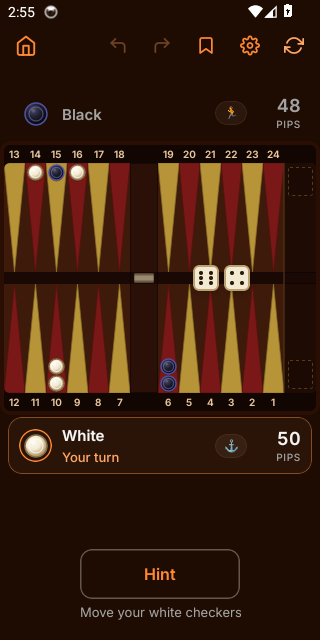 2:55
Black
48
PIPS
13 14 15 16 17 18 19 20 21 22 23 24
12 11 10 9 8 7 6 5 4 3 2 1
White
Your turn
50
PIPS
Hint
Move your white checkers